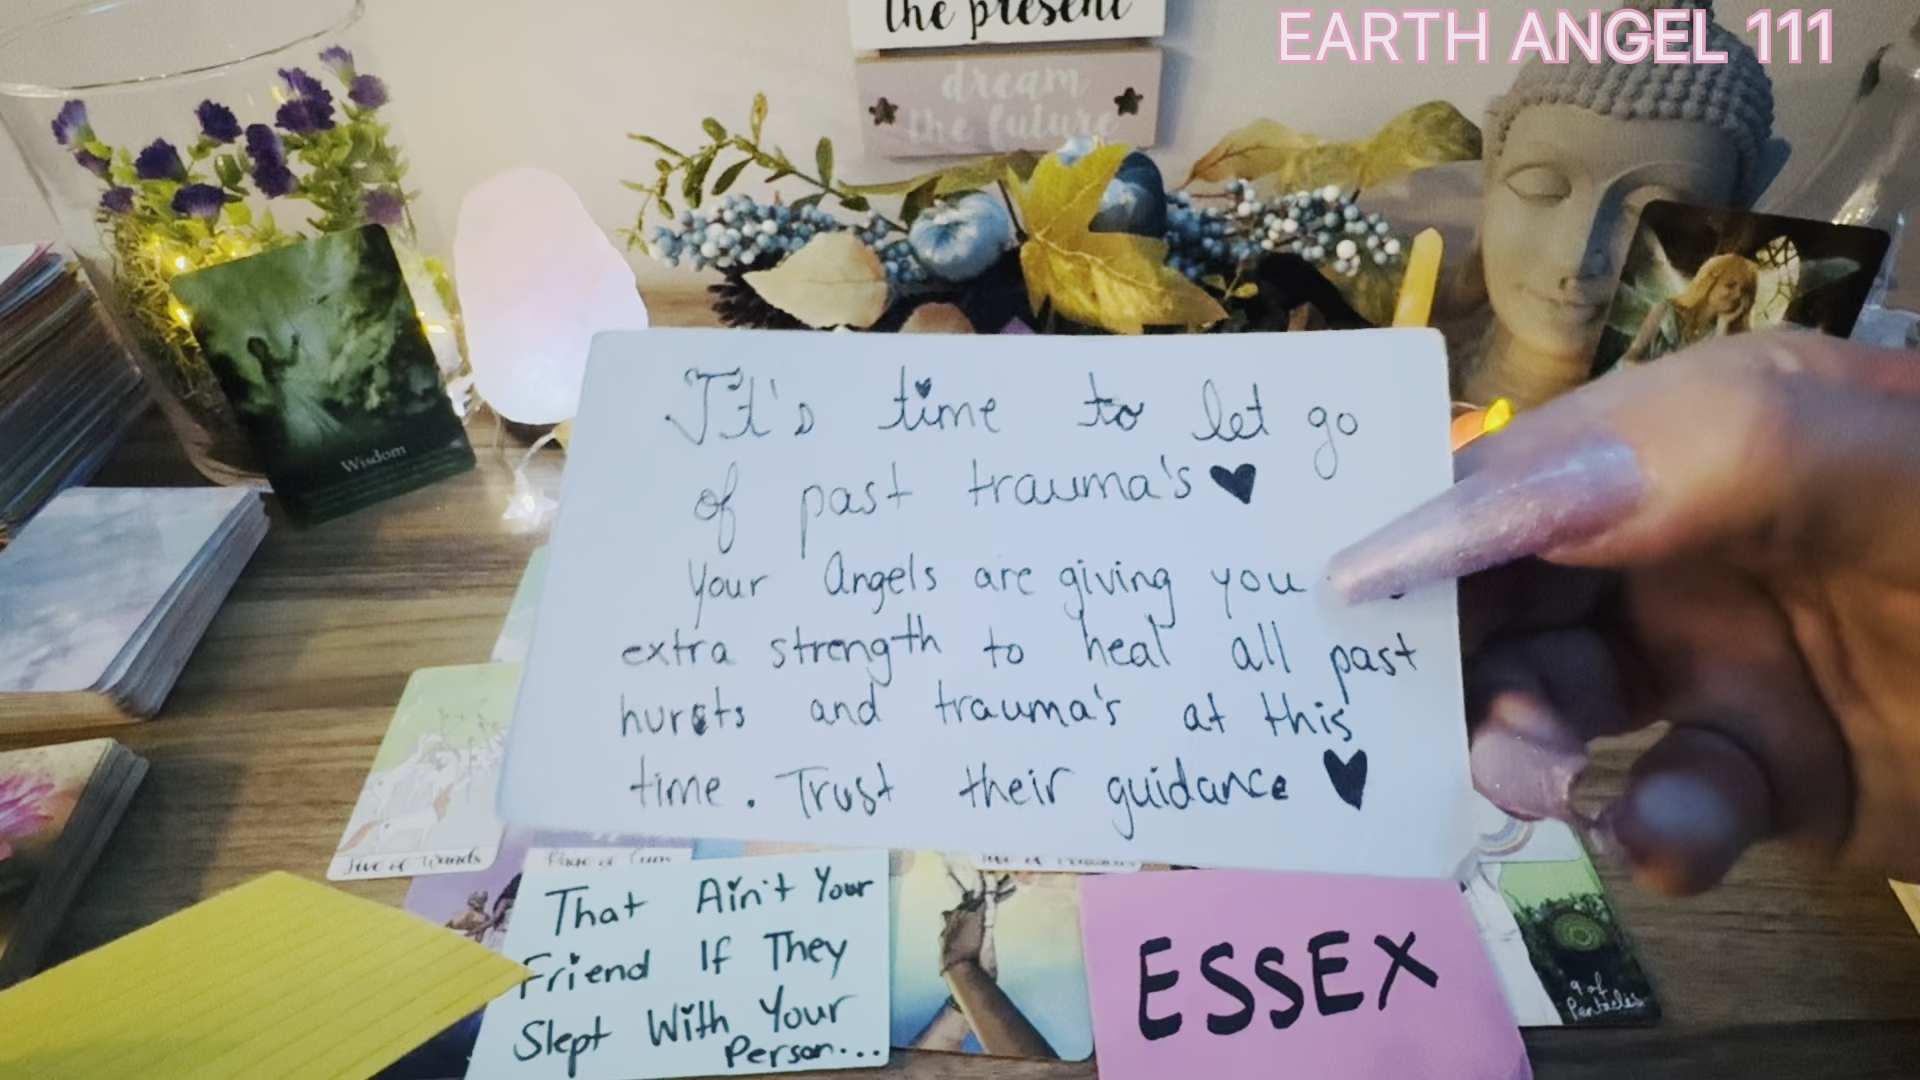 the present
EARTH ANGEL 111
dream
the future
Wisdom
It's time to let go
of past trauma's ♥
Your Angels are giving you
extra strength to heal all past
hursts and trauma's at this
time. Trust their guidance ♥
Five of Wands
That Ain't Your
Friend If They
Slept With Your
Person...
ESSEX
9 of
Pentacles